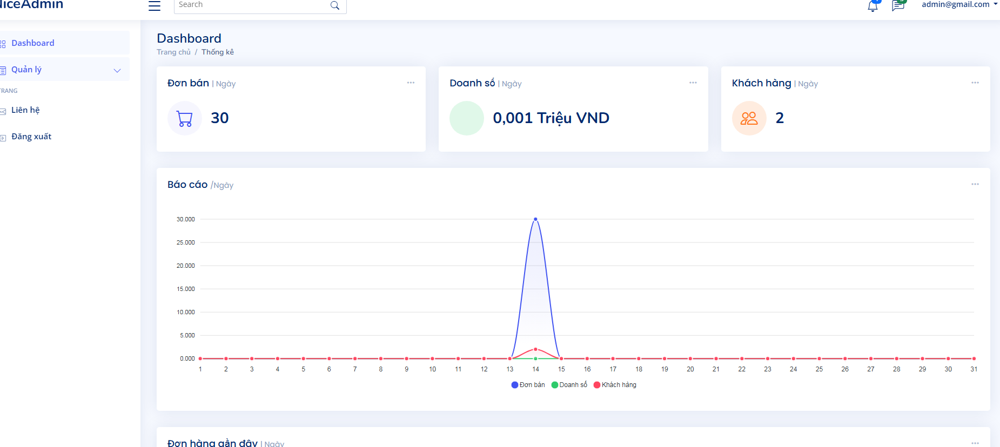 NiceAdmin
Search
admin@gmail.com
Dashboard
Quản lý
TRANG
Liên hệ
Đăng xuất
Dashboard
Trang chủ / Thống kê
Đơn bán | Ngày
30
Doanh số | Ngày
0,001 Triệu VND
Khách hàng | Ngày
2
Báo cáo /Ngày
30.000
25.000
20.000
15.000
10.000
5.000
0.000
1 2 3 4 5 6 7 8 9 10 11 12 13 14 15 16 17 18 19 20 21 22 23 24 25 26 27 28 29 30 31
Đơn bán Doanh số Khách hàng
Đơn hàng gần đây | Ngày